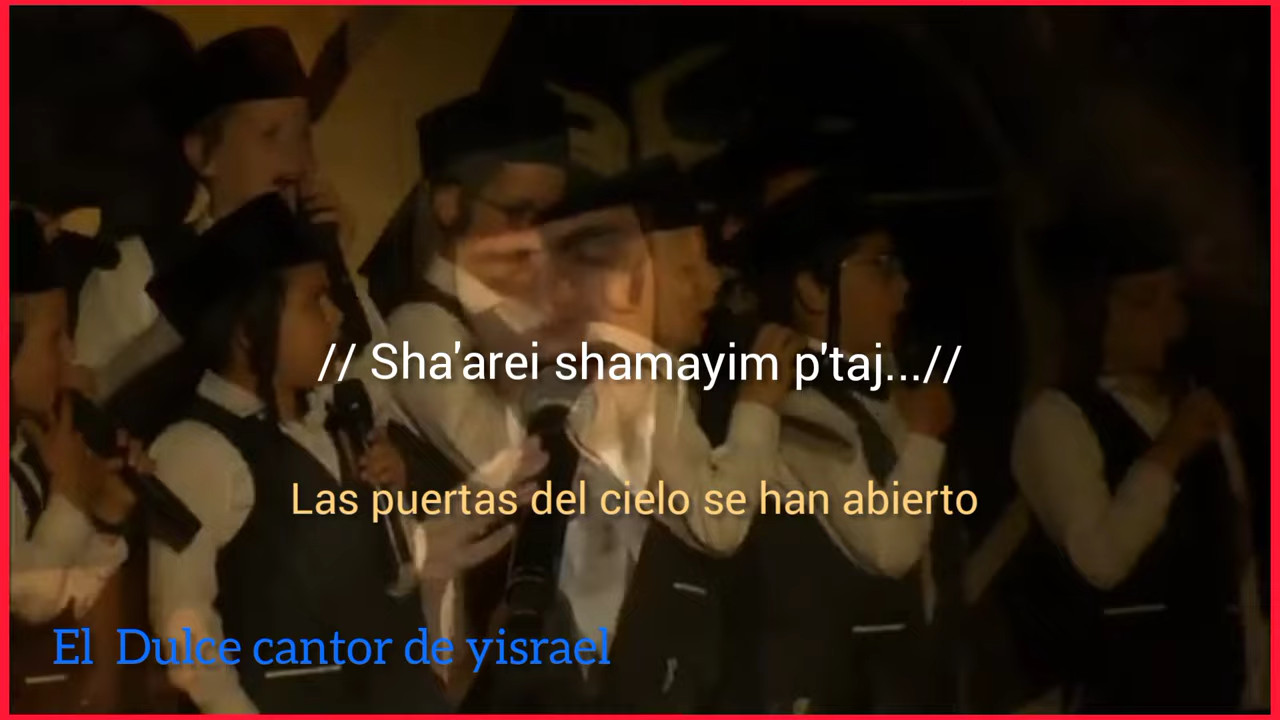 // Sha'arei shamayim p'taj...//
Las puertas del cielo se han abierto
El Dulce cantor de yisrael